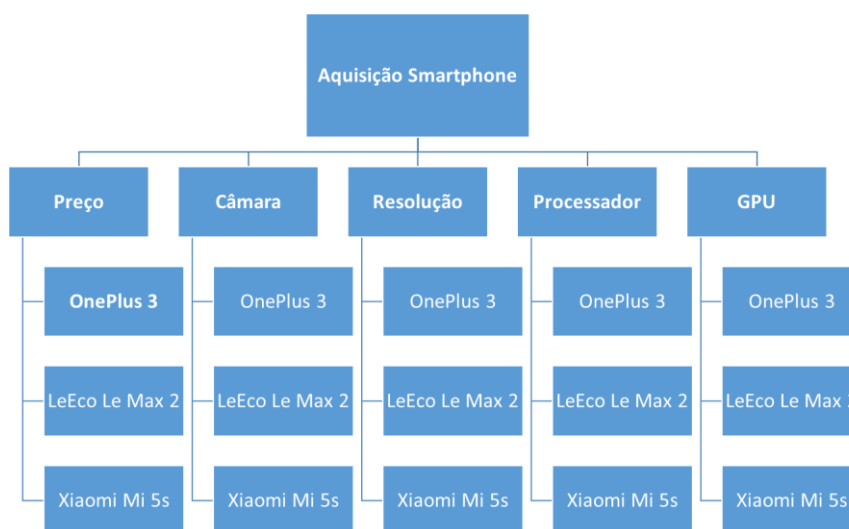 Aquisição Smartphone
Preço
Câmara
Resolução
Processador
GPU
OnePlus 3
OnePlus 3
OnePlus 3
OnePlus 3
OnePlus 3
LeEco Le Max 2
LeEco Le Max 2
LeEco Le Max 2
LeEco Le Max 2
LeEco Le Max 2
Xiaomi Mi 5s
Xiaomi Mi 5s
Xiaomi Mi 5s
Xiaomi Mi 5s
Xiaomi Mi 5s